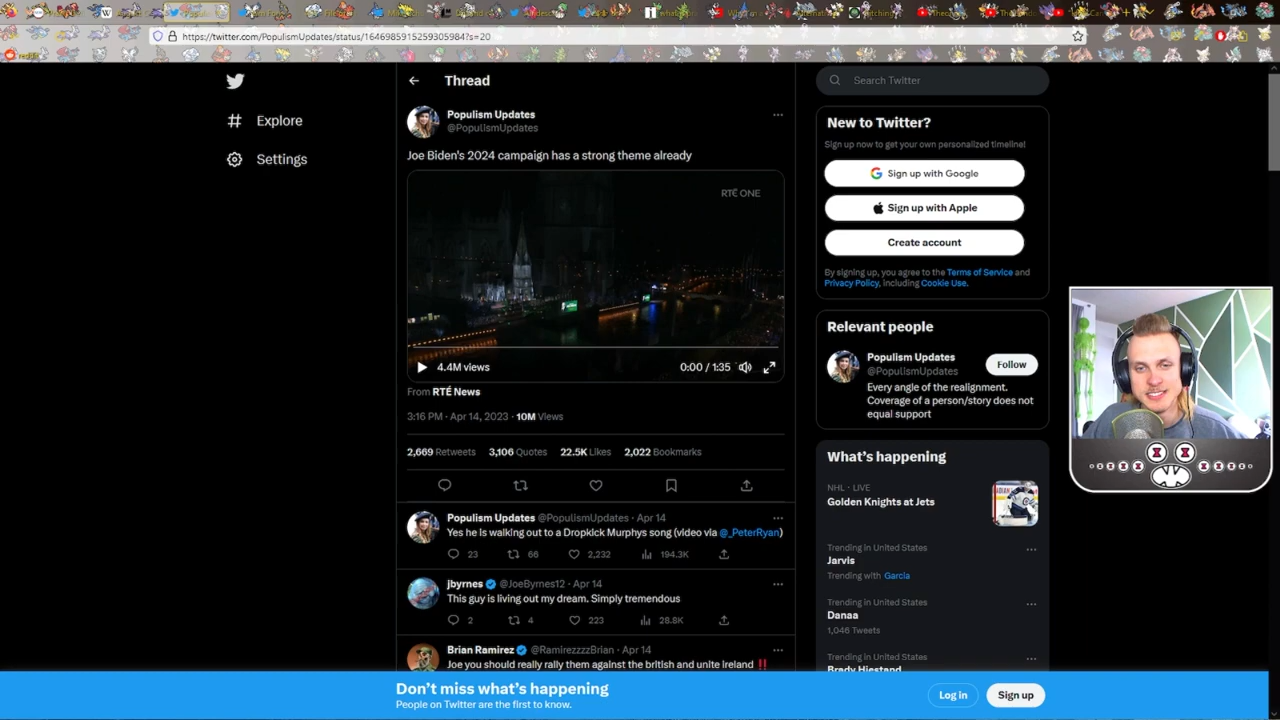 https://twitter.com/PopulismUpdates/status/1646985915259305984?s=20
reddit
Explore
Settings
Thread
Populism Updates
@PopulismUpdates
Joe Biden's 2024 campaign has a strong theme already
RTÉ ONE
4.4M views
0:00 / 1:35
From RTÉ News
3:16 PM · Apr 14, 2023 · 10M Views
2,669 Retweets 3,106 Quotes 22.5K Likes 2,022 Bookmarks
Populism Updates @PopulismUpdates · Apr 14
Yes he is walking out to a Dropkick Murphys song (video via @_PeterRyan)
23 66 2,232 194.3K
jbyrnes @JoeByrnes12 · Apr 14
This guy is living out my dream. Simply tremendous
2 4 223 28.8K
Brian Ramirez @RamirezzzzBrian · Apr 14
Joe you should really rally them against the british and unite ireland ‼️
Search Twitter
New to Twitter?
Sign up now to get your own personalized timeline!
Sign up with Google
Sign up with Apple
Create account
By signing up, you agree to the Terms of Service and
Privacy Policy, including Cookie Use.
Relevant people
Populism Updates
@PopulismUpdates
Follow
Every angle of the realignment.
Coverage of a person/story does not
equal support
What's happening
NHL · LIVE
Golden Knights at Jets
Trending in United States
Jarvis
Trending with Garcia
Trending in United States
Danaa
1,046 Tweets
Trending in United States
Brady Hiestand
Don't miss what's happening
People on Twitter are the first to know.
Log in
Sign up